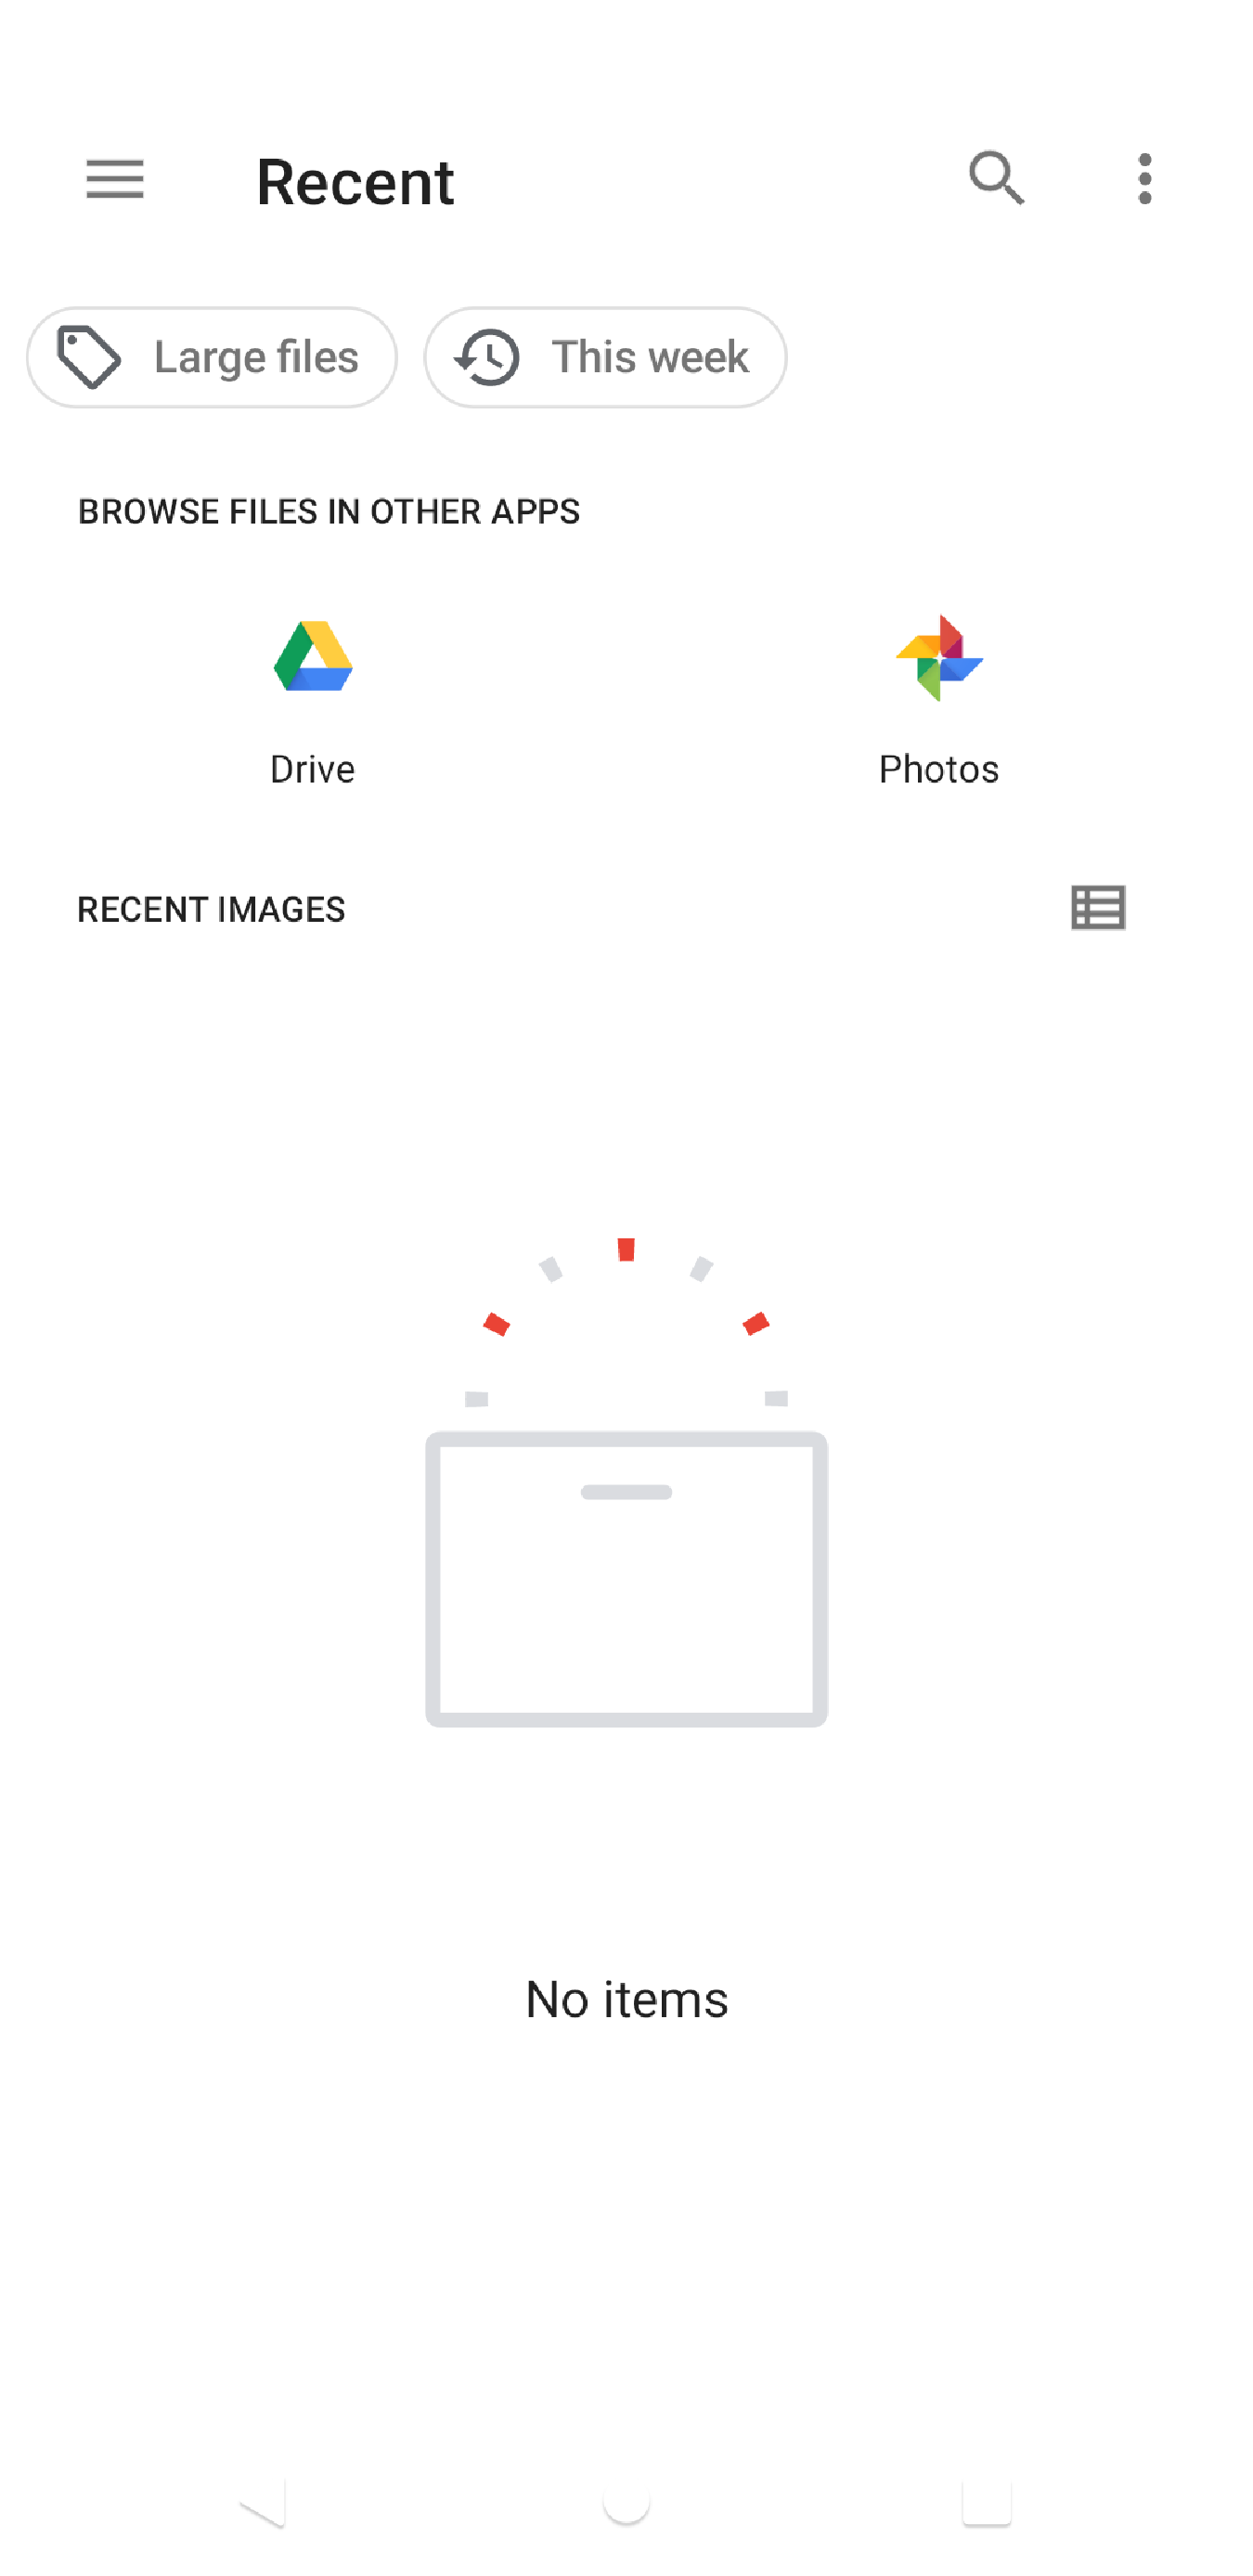 Recent
Large files
This week
BROWSE FILES IN OTHER APPS
Drive
Photos
RECENT IMAGES
No items